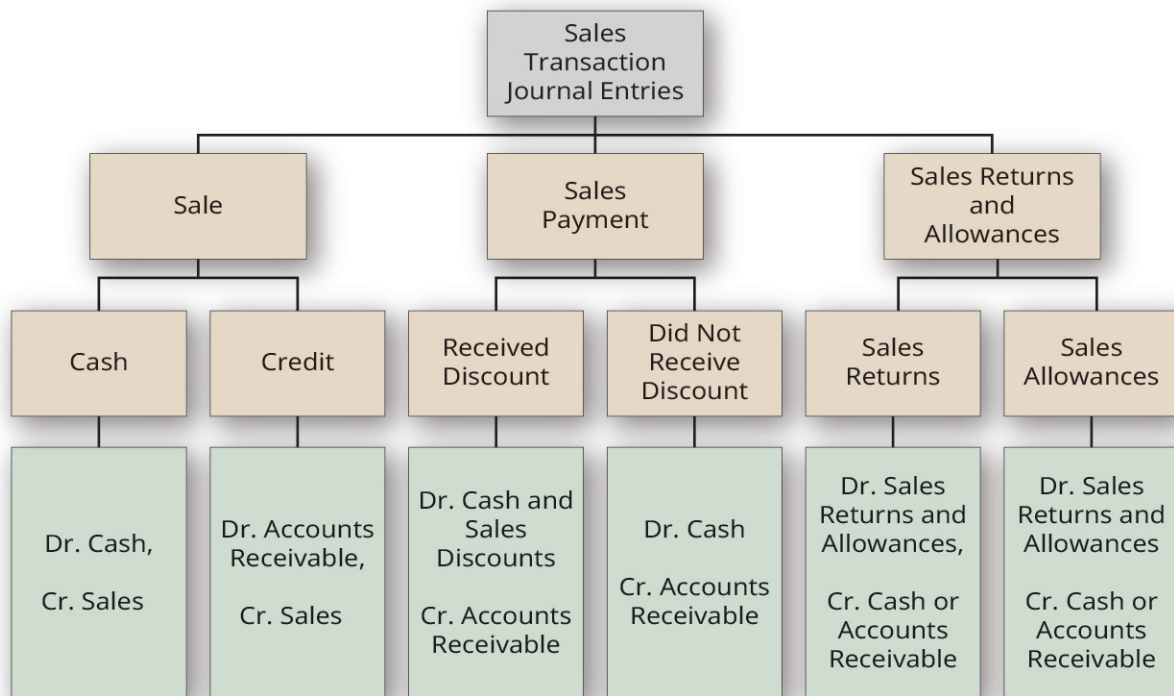 Sales
Transaction
Journal Entries
Sale
Sales
Payment
Sales Returns
and
Allowances
Cash
Credit
Received
Discount
Did Not
Receive
Discount
Sales
Returns
Sales
Allowances
Dr. Cash,
Cr. Sales
Dr. Accounts
Receivable,
Cr. Sales
Dr. Cash and
Sales
Discounts
Cr. Accounts
Receivable
Dr. Cash
Cr. Accounts
Receivable
Dr. Sales
Returns and
Allowances,
Cr. Cash or
Accounts
Receivable
Dr. Sales
Returns and
Allowances
Cr. Cash or
Accounts
Receivable